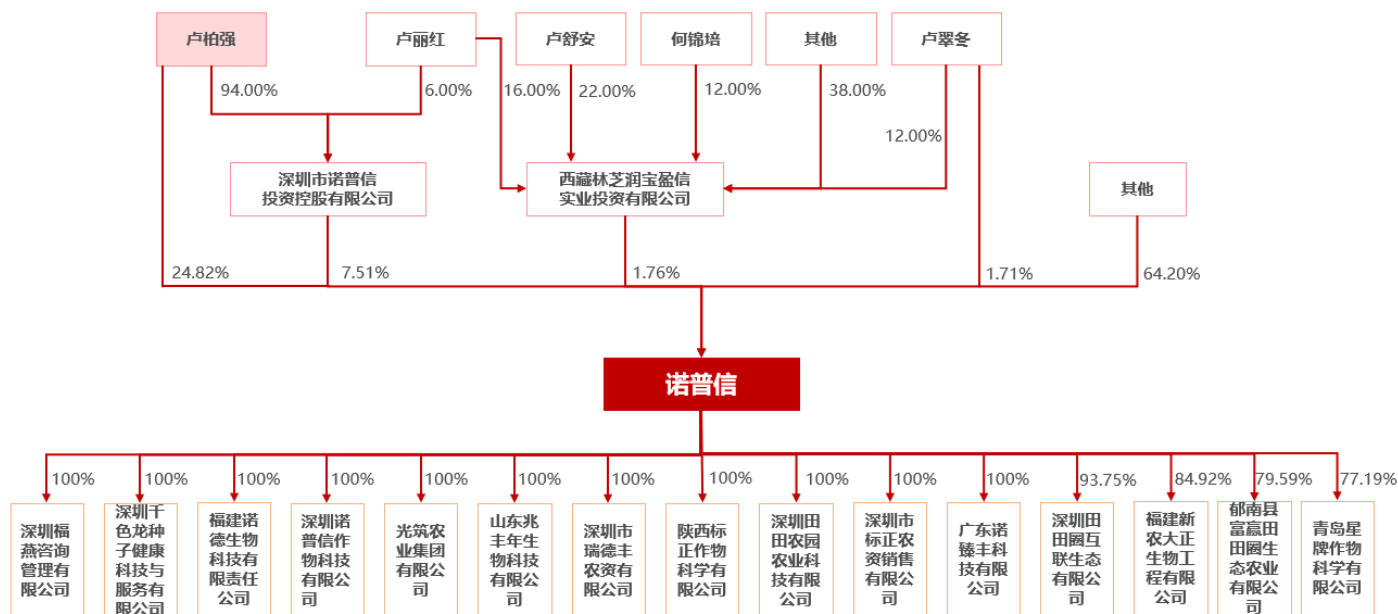 卢柏强
卢丽红
卢舒安
何锦培
其他
卢翠冬
94.00%
6.00%
16.00%
22.00%
12.00%
38.00%
12.00%
深圳市诺普信
投资控股有限公司
西藏林芝润宝盈信
实业投资有限公司
其他
24.82%
7.51%
1.76%
1.71%
64.20%
诺普信
100%
100%
100%
100%
100%
100%
100%
100%
100%
100%
100%
93.75%
84.92%
79.59%
77.19%
深圳福
燕咨询
管理有
限公司
深圳千
色龙种
子健康
科技与
服务有
限公司
福建诺
德生物
科技有
限责任
公司
深圳诺
普信作
物科技
有限公
司
光筑农
业集团
有限公
司
山东兆
丰年生
物科技
有限公
司
深圳市
瑞德丰
农资有
限公司
陕西标
正作物
科学有
限公司
深圳田
田农园
农业科
技有限
公司
深圳市
标正农
资销售
有限公
司
广东诺
臻丰科
技有限
公司
深圳田
田圈互
联生态
有限公
司
福建新
农大正
生物工
程有限
公司
郁南县
富赢田
田圈生
态农业
有限公
司
青岛星
牌作物
科学有
限公司